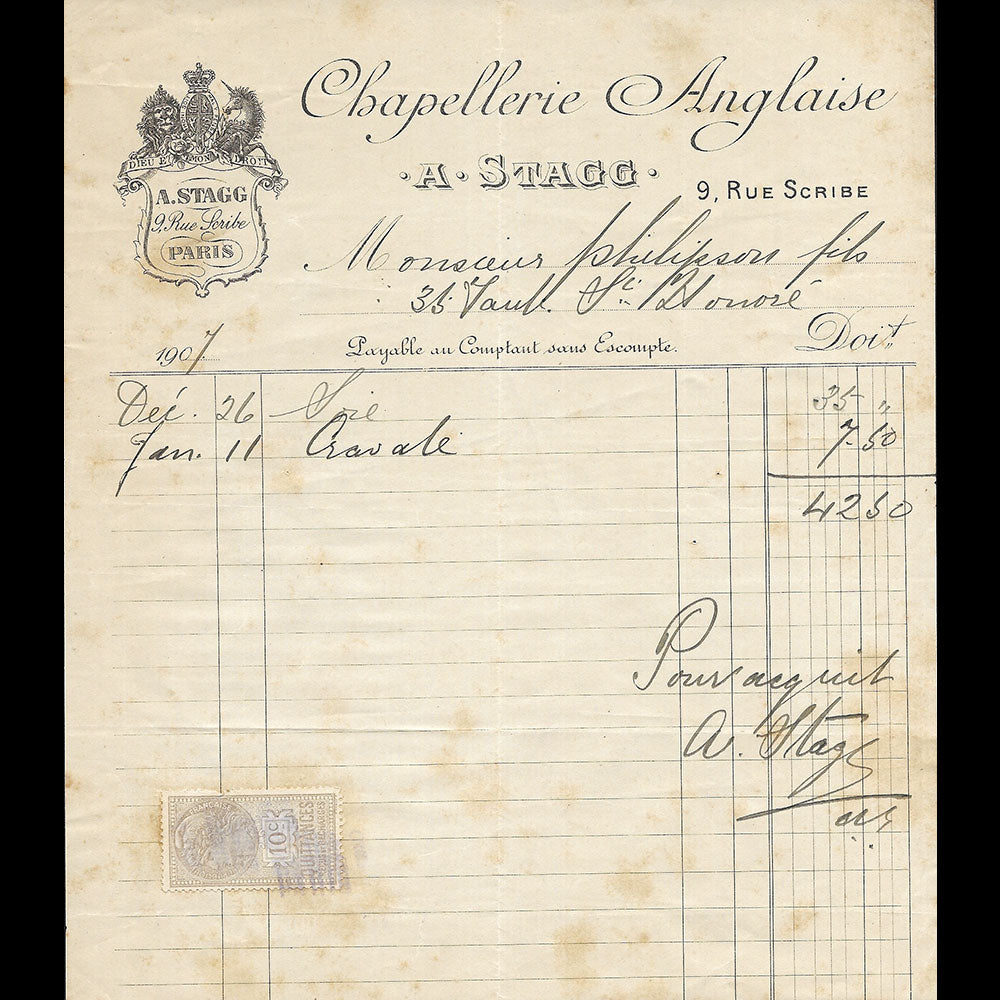 Chapellerie Anglaise
DIEU ET MON DROIT
A. STAGG
9, Rue Scribe
PARIS
· A · STAGG ·
9, RUE SCRIBE
Monsieur Philipson fils
35 Faub. St. Honoré
1907
Payable au Comptant sans Escompte.
Doit
Déc. 26 Soie 35 "
Jan. 11 Cravate 7.50
42 50
Pour acquit
A. Stagg
10c
QUITTANCES